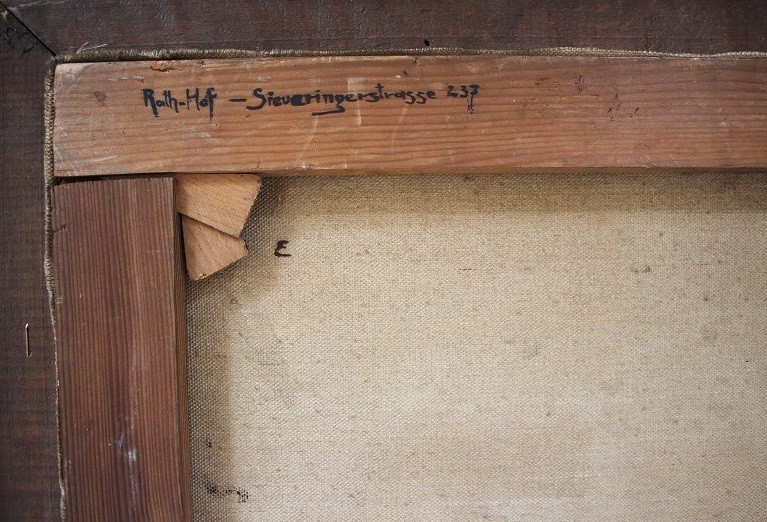 Rath-Hof — Sieveringerstrasse 237
E